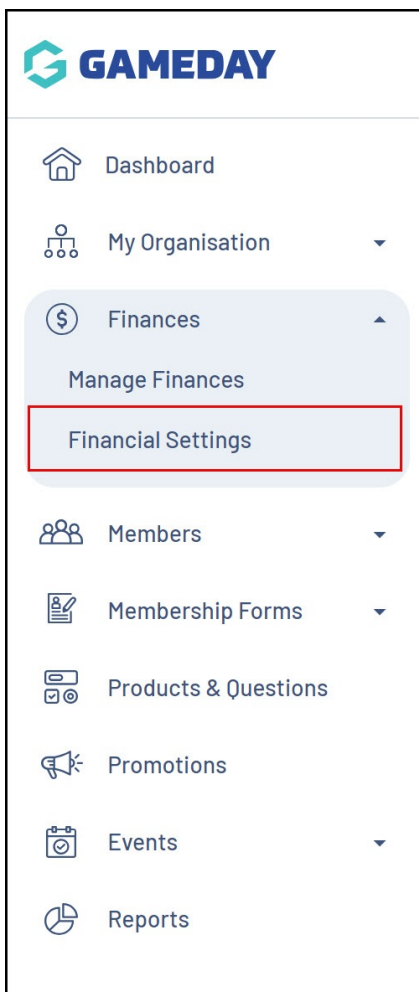 GAMEDAY
Dashboard
My Organisation
Finances
Manage Finances
Financial Settings
Members
Membership Forms
Products & Questions
Promotions
Events
Reports